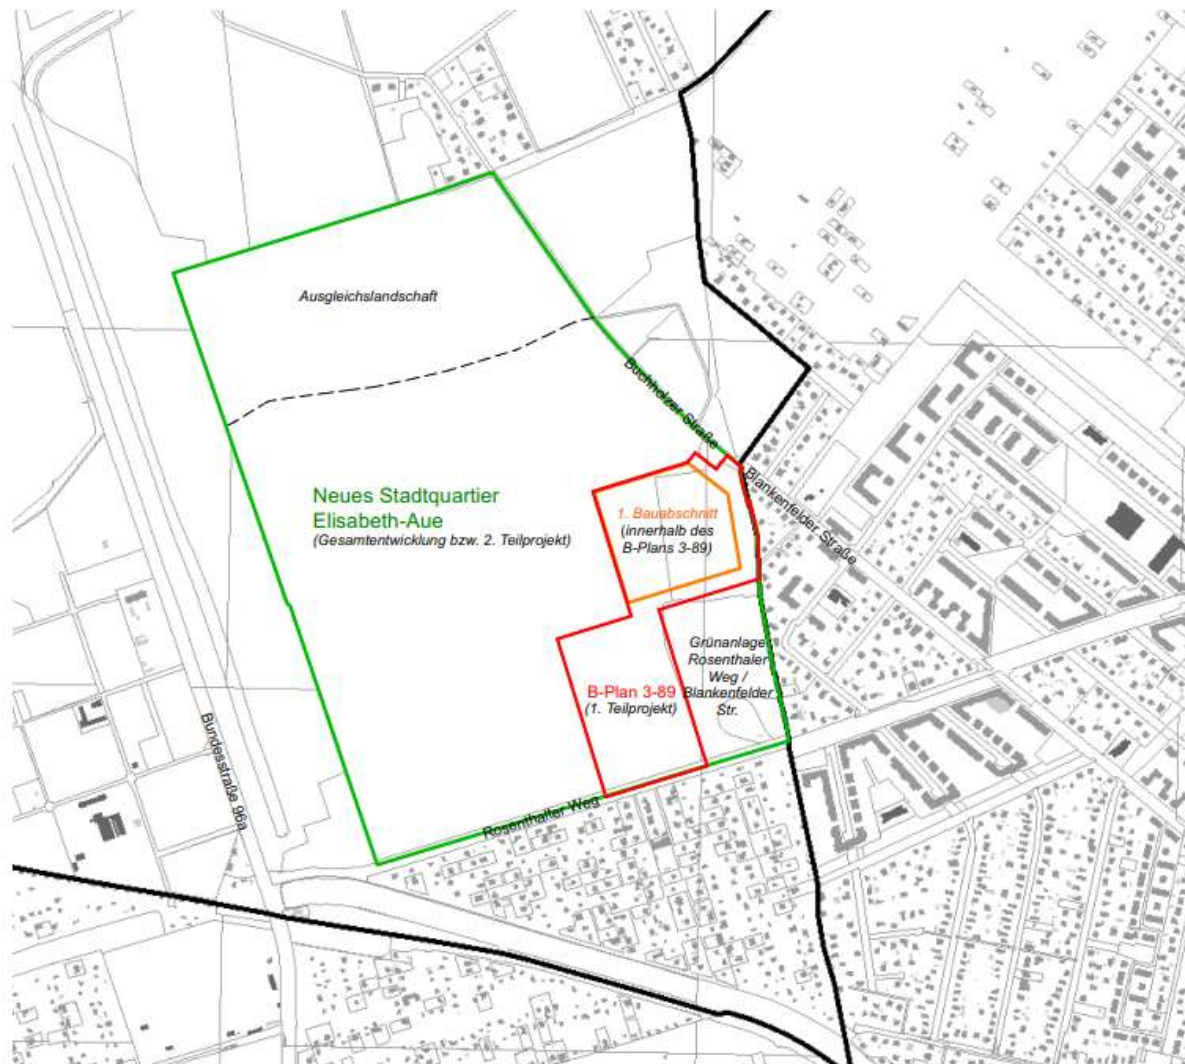 Ausgleichslandschaft
Buchholzer Straße
Neues Stadtquartier
Elisabeth-Aue
(Gesamtentwicklung bzw. 2. Teilprojekt)
1. Bauabschnitt
(innerhalb des
B-Plans 3-89)
Blankenfelder Straße
Grünanlage
Rosenthaler
Weg /
Blankenfelder
Str.
B-Plan 3-89
(1. Teilprojekt)
Bundesstraße 96a
Rosenthaler Weg